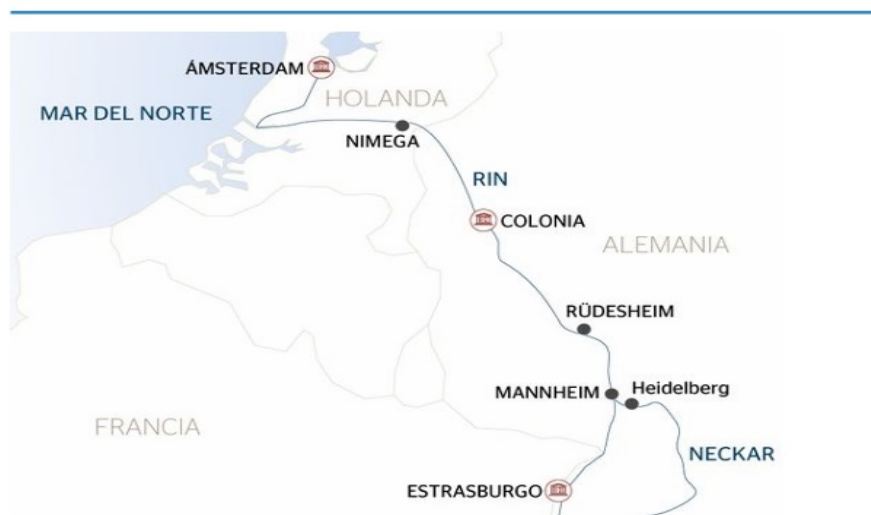 ÁMSTERDAM
HOLANDA
MAR DEL NORTE
NIMEGA
RIN
COLONIA
ALEMANIA
RÜDESHEIM
MANNHEIM
Heidelberg
FRANCIA
NECKAR
ESTRASBURGO